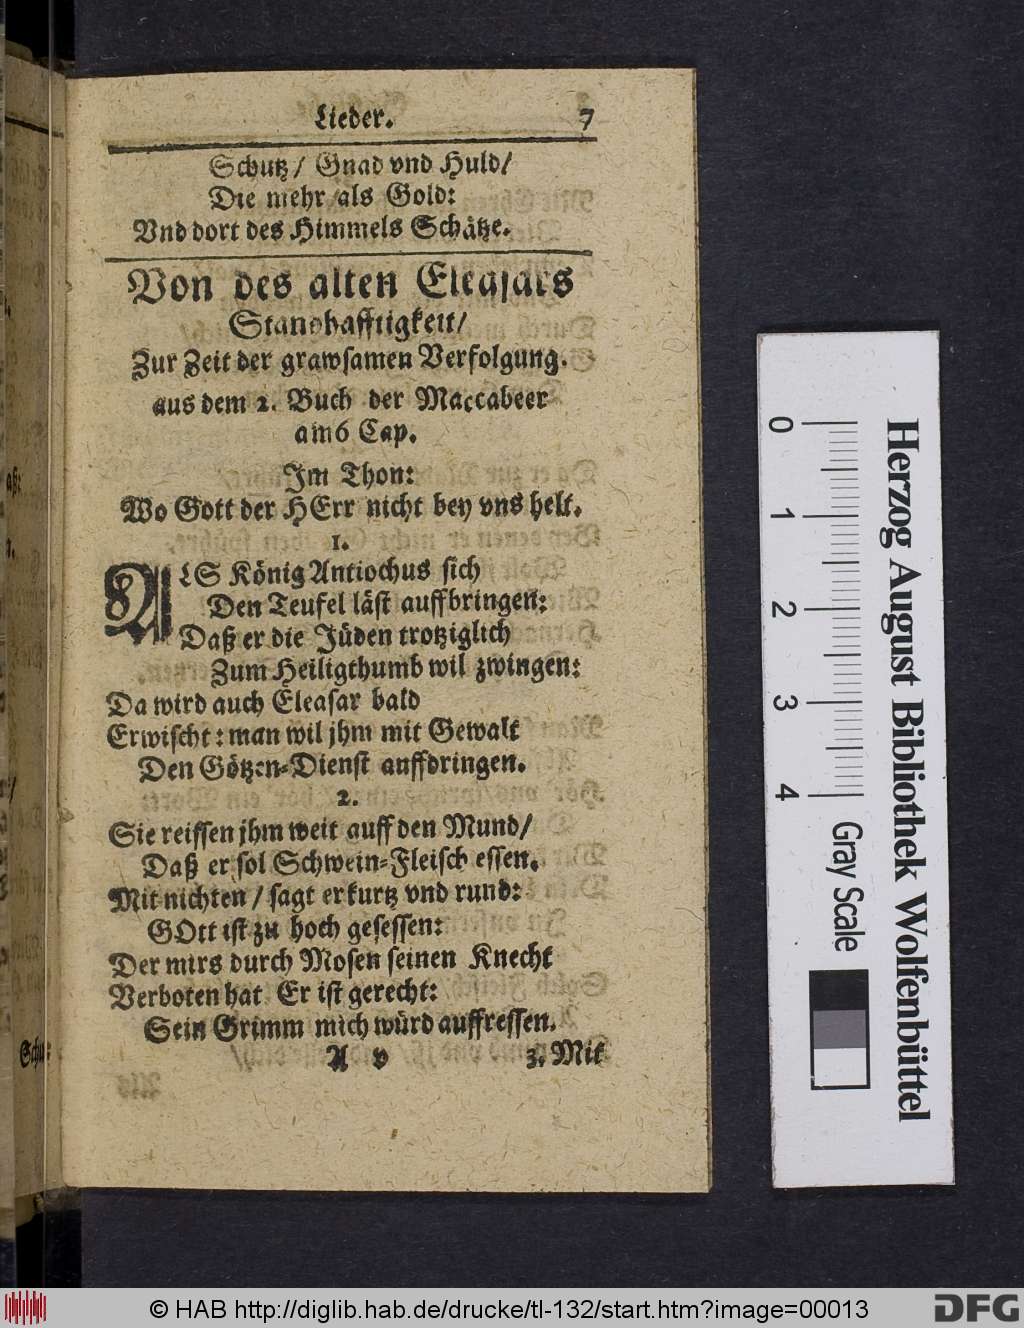 Lieder. 7
Schutz/ Gnad vnd Huld/
Die mehr als Gold:
Vnd dort des Himmels Schätze.
Von des alten Eleasars
Standhafftigkeit/
Zur Zeit der grawsamen Verfolgung.
aus dem 2. Buch der Maccabeer
am 6 Cap.
Im Thon:
Wo Gott der HErr nicht bey vns helt.
1.
ALS König Antiochus sich
Den Teufel läst auffbringen;
Daß er die Jüden trotziglich
Zum Heiligthumb wil zwingen:
Da wird auch Eleasar bald
Erwischt: man wil jhm mit Gewalt
Den Götzen-Dienst auffdringen.
2.
Sie reissen jhm weit auff den Mund/
Daß er sol Schwein-Fleisch essen.
Mit nichten/ sagt er kurtz vnd rund:
GOtt ist zu hoch gesessen:
Der mirs durch Mosen seinen Knecht
Verboten hat Er ist gerecht:
Sein Grimm mich würd auffressen.
A v 3. Mit
0 1 2 3 4
Gray Scale
Herzog August Bibliothek Wolfenbüttel
© HAB http://diglib.hab.de/drucke/tl-132/start.htm?image=00013
DFG